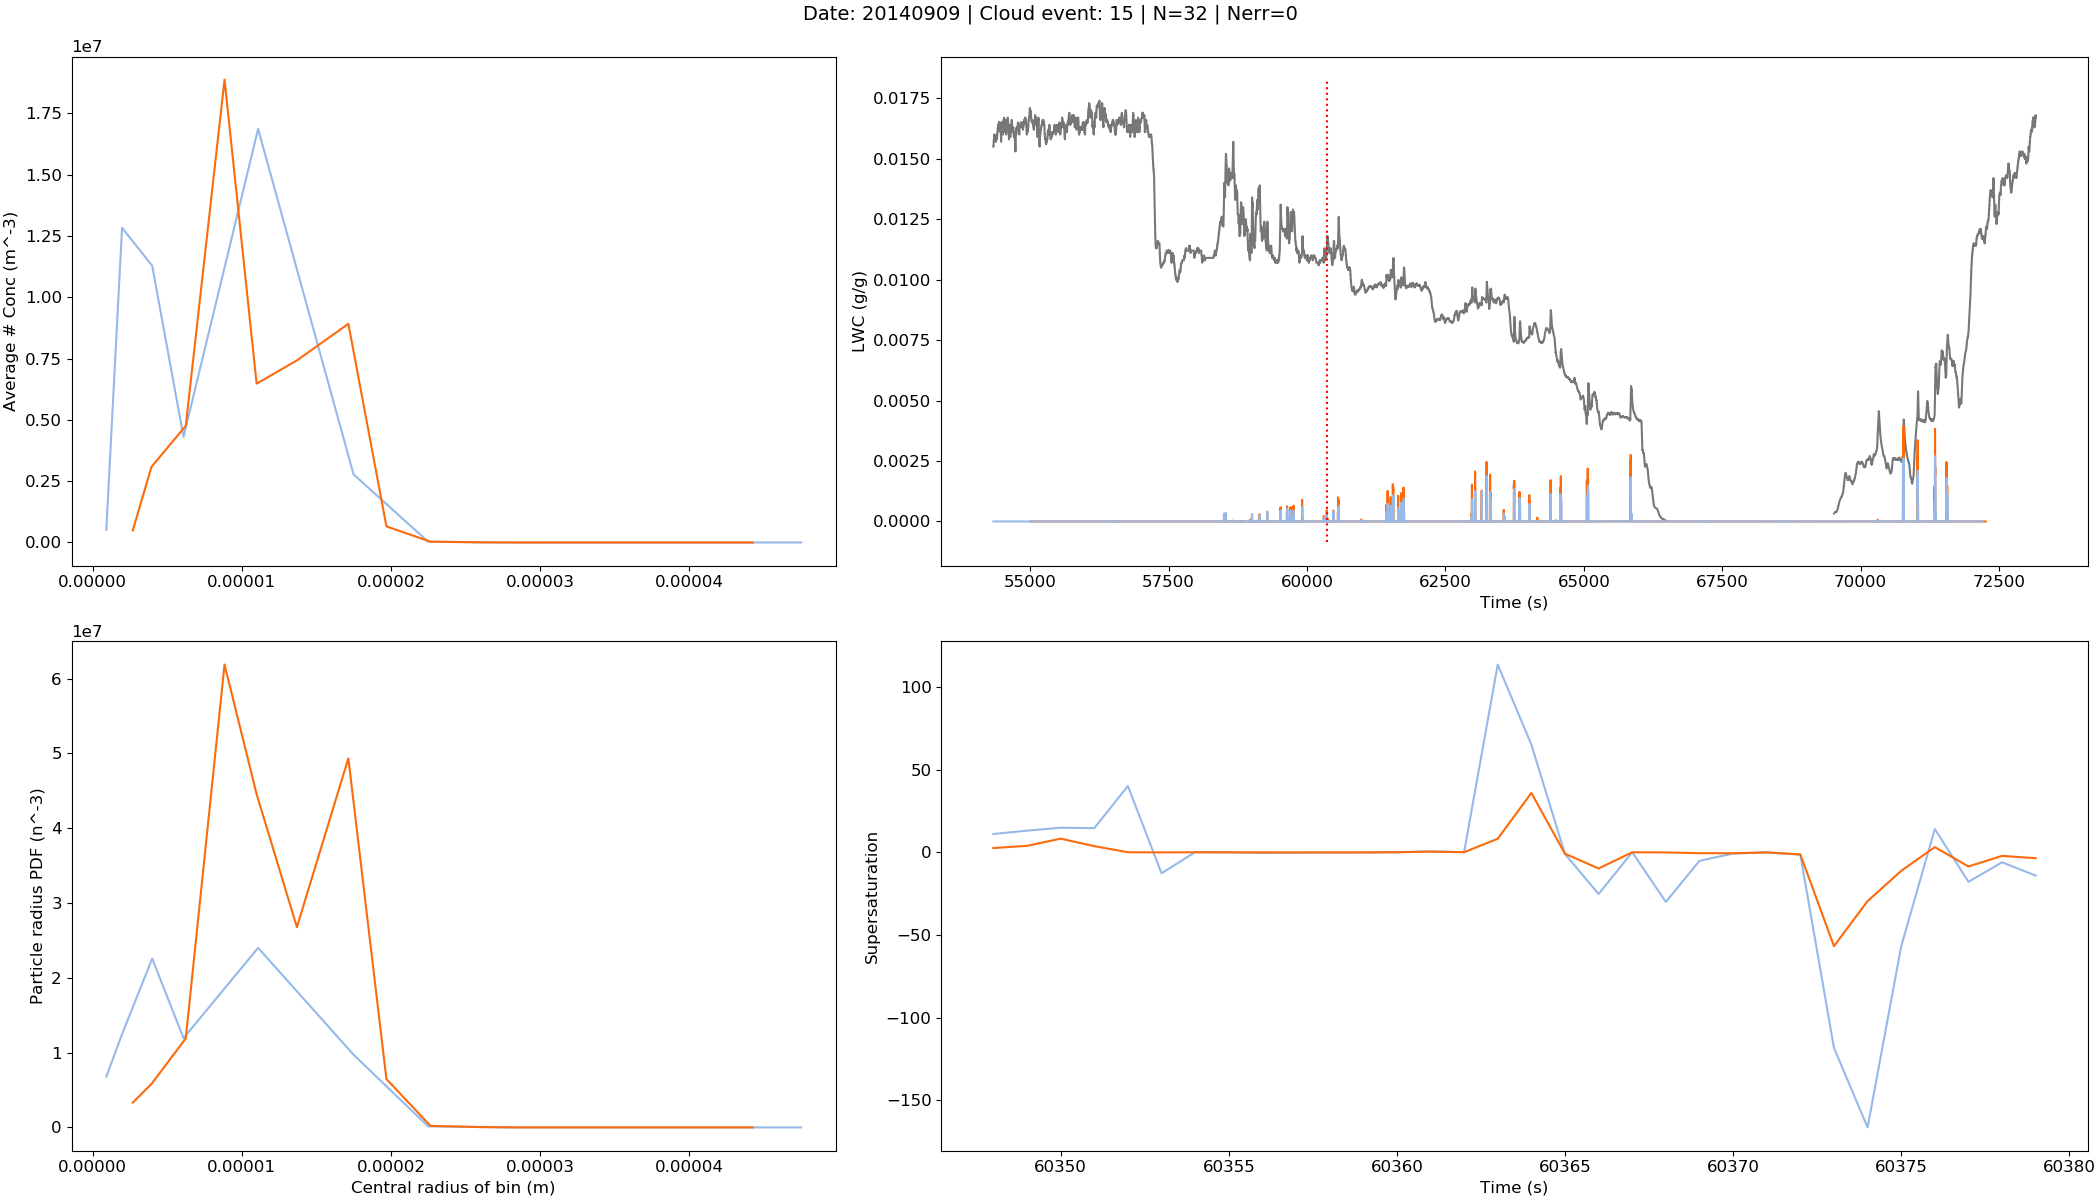 Date: 20140909 | Cloud event: 15 | N=32 | Nerr=0
1e7
Average # Conc (m^-3)
1.75
1.50
1.25
1.00
0.75
0.50
0.25
0.00
0.00000 0.00001 0.00002 0.00003 0.00004
LWC (g/g)
0.0175
0.0150
0.0125
0.0100
0.0075
0.0050
0.0025
0.0000
55000 57500 60000 62500 65000 67500 70000 72500
Time (s)
1e7
Particle radius PDF (n^-3)
6
5
4
3
2
1
0
0.00000 0.00001 0.00002 0.00003 0.00004
Central radius of bin (m)
Supersaturation
100
50
0
−50
−100
−150
60350 60355 60360 60365 60370 60375 60380
Time (s)